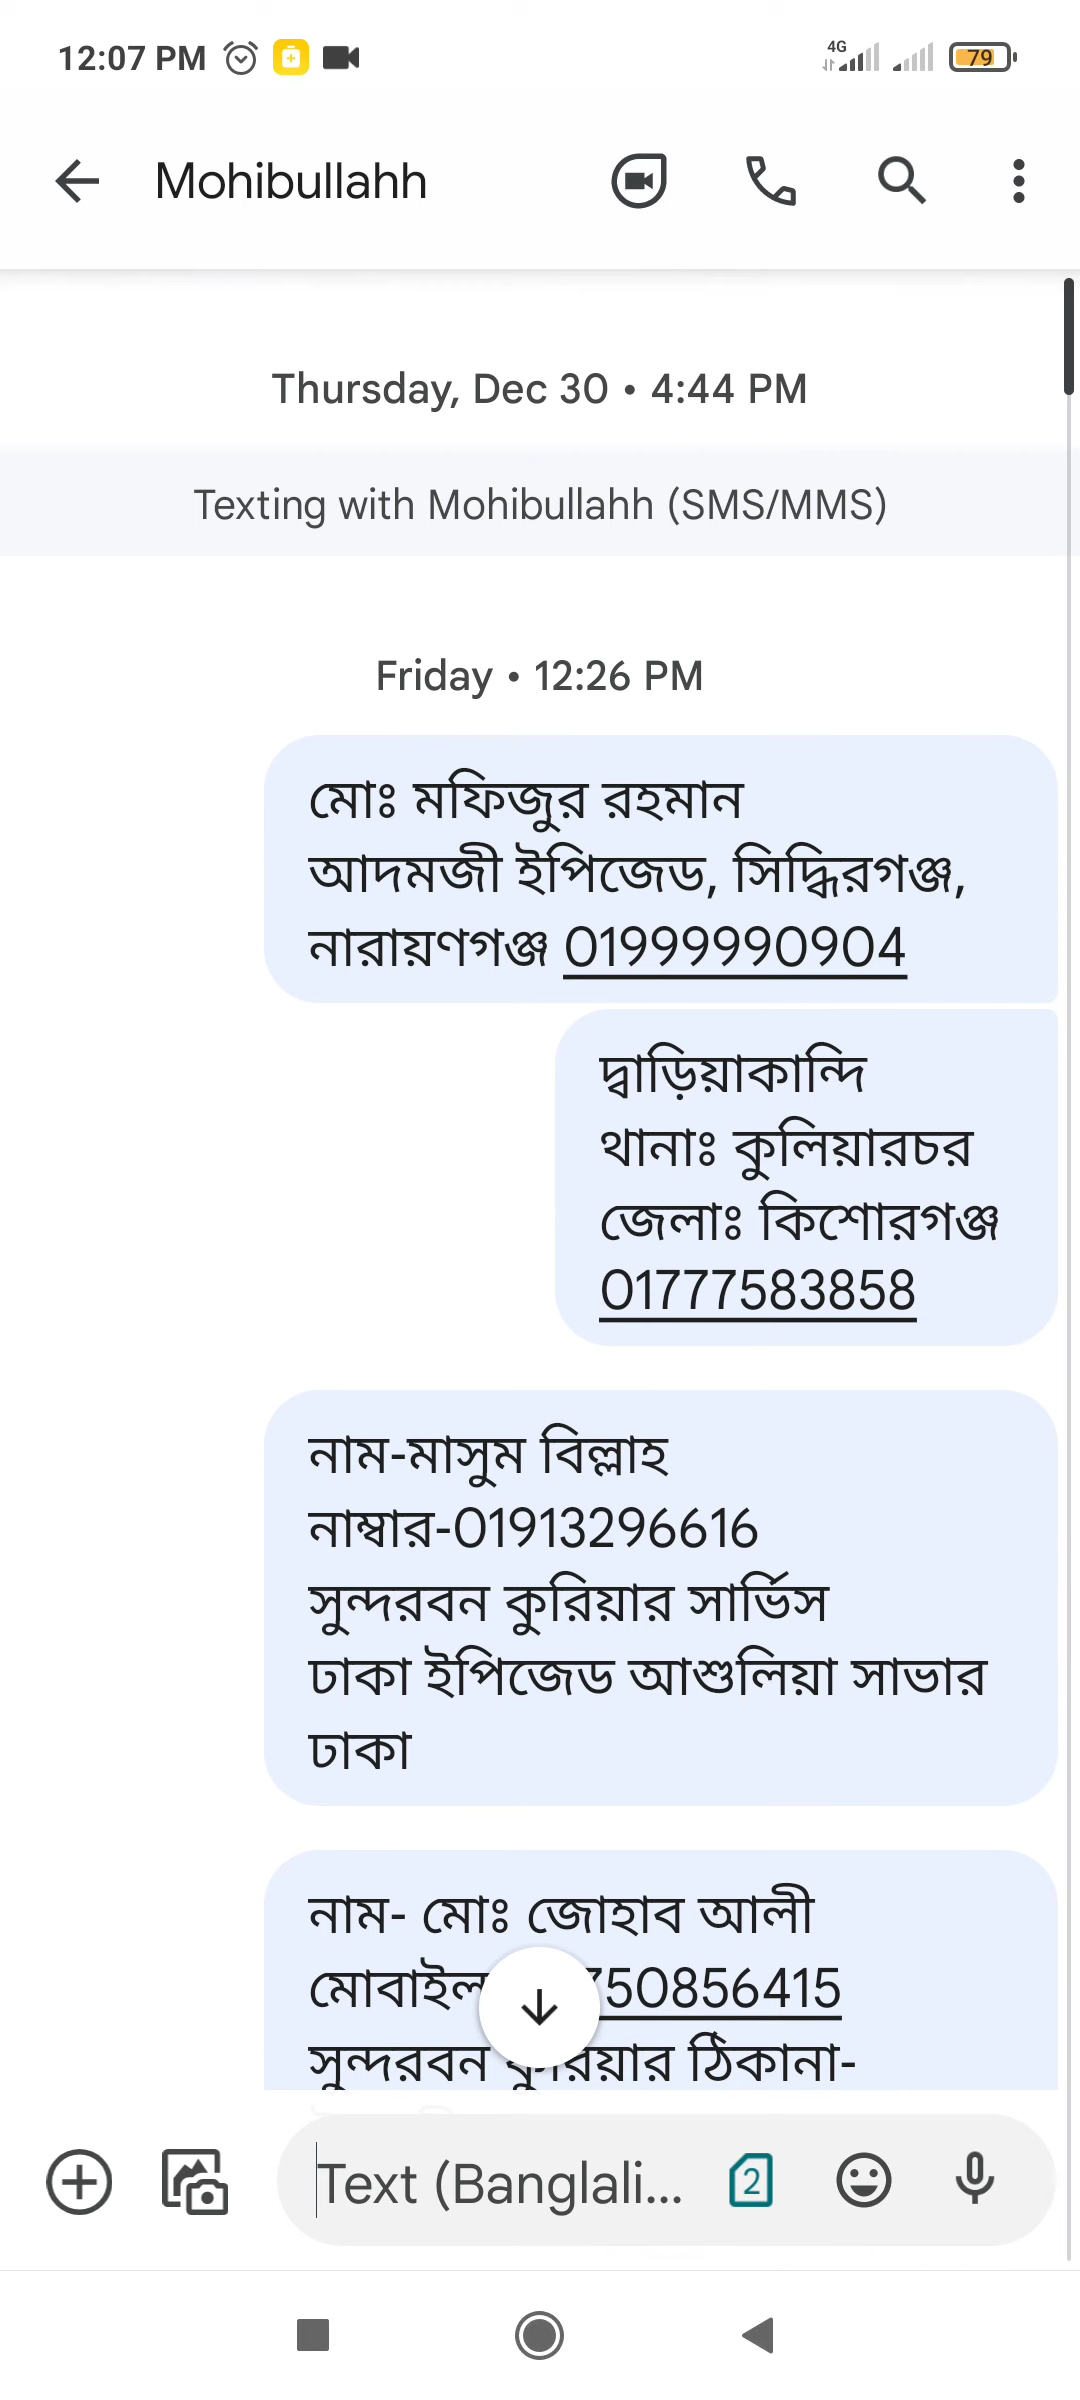 12:07 PM
4G
79
Mohibullahh
Thursday, Dec 30 • 4:44 PM
Texting with Mohibullahh (SMS/MMS)
Friday • 12:26 PM
মোঃ মফিজুর রহমান
আদমজী ইপিজেড, সিদ্ধিরগঞ্জ,
নারায়ণগঞ্জ 01999990904
দ্বাড়িয়াকান্দি
থানাঃ কুলিয়ারচর
জেলাঃ কিশোরগঞ্জ
01777583858
নাম-মাসুম বিল্লাহ
নাম্বার-01913296616
সুন্দরবন কুরিয়ার সার্ভিস
ঢাকা ইপিজেড আশুলিয়া সাভার
ঢাকা
নাম- মোঃ জোহাব আলী
মোবাইল 750856415
সুন্দরবন কুরিয়ার ঠিকানা-
Text (Banglali...
2